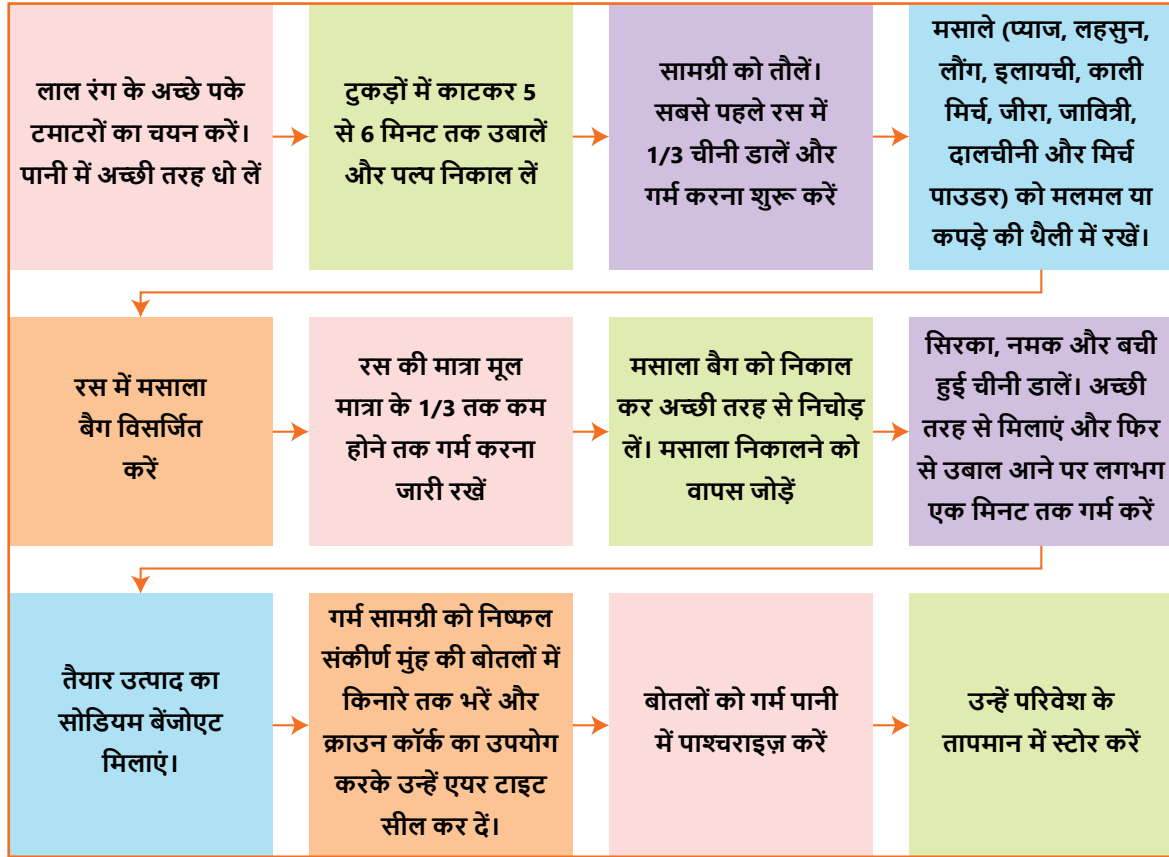 लाल रंग के अच्छे पके
टमाटरों का चयन करें।
पानी में अच्छी तरह धो लें
टुकड़ों में काटकर 5
से 6 मिनट तक उबालें
और पल्प निकाल लें
सामग्री को तौलें।
सबसे पहले रस में
1/3 चीनी डालें और
गर्म करना शुरू करें
मसाले (प्याज, लहसुन,
लौंग, इलायची, काली
मिर्च, जीरा, जावित्री,
दालचीनी और मिर्च
पाउडर) को मलमल या
कपड़े की थैली में रखें।
रस में मसाला
बैग विसर्जित
करें
रस की मात्रा मूल
मात्रा के 1/3 तक कम
होने तक गर्म करना
जारी रखें
मसाला बैग को निकाल
कर अच्छी तरह से निचोड़
लें। मसाला निकालने को
वापस जोड़ें
सिरका, नमक और बची
हुई चीनी डालें। अच्छी
तरह से मिलाएं और फिर
से उबाल आने पर लगभग
एक मिनट तक गर्म करें
तैयार उत्पाद का
सोडियम बेंजोएट
मिलाएं।
गर्म सामग्री को निष्फल
संकीर्ण मुंह की बोतलों में
किनारे तक भरें और
क्राउन कॉर्क का उपयोग
करके उन्हें एयर टाइट
सील कर दें।
बोतलों को गर्म पानी
में पाश्चराइज़ करें
उन्हें परिवेश के
तापमान में स्टोर करें